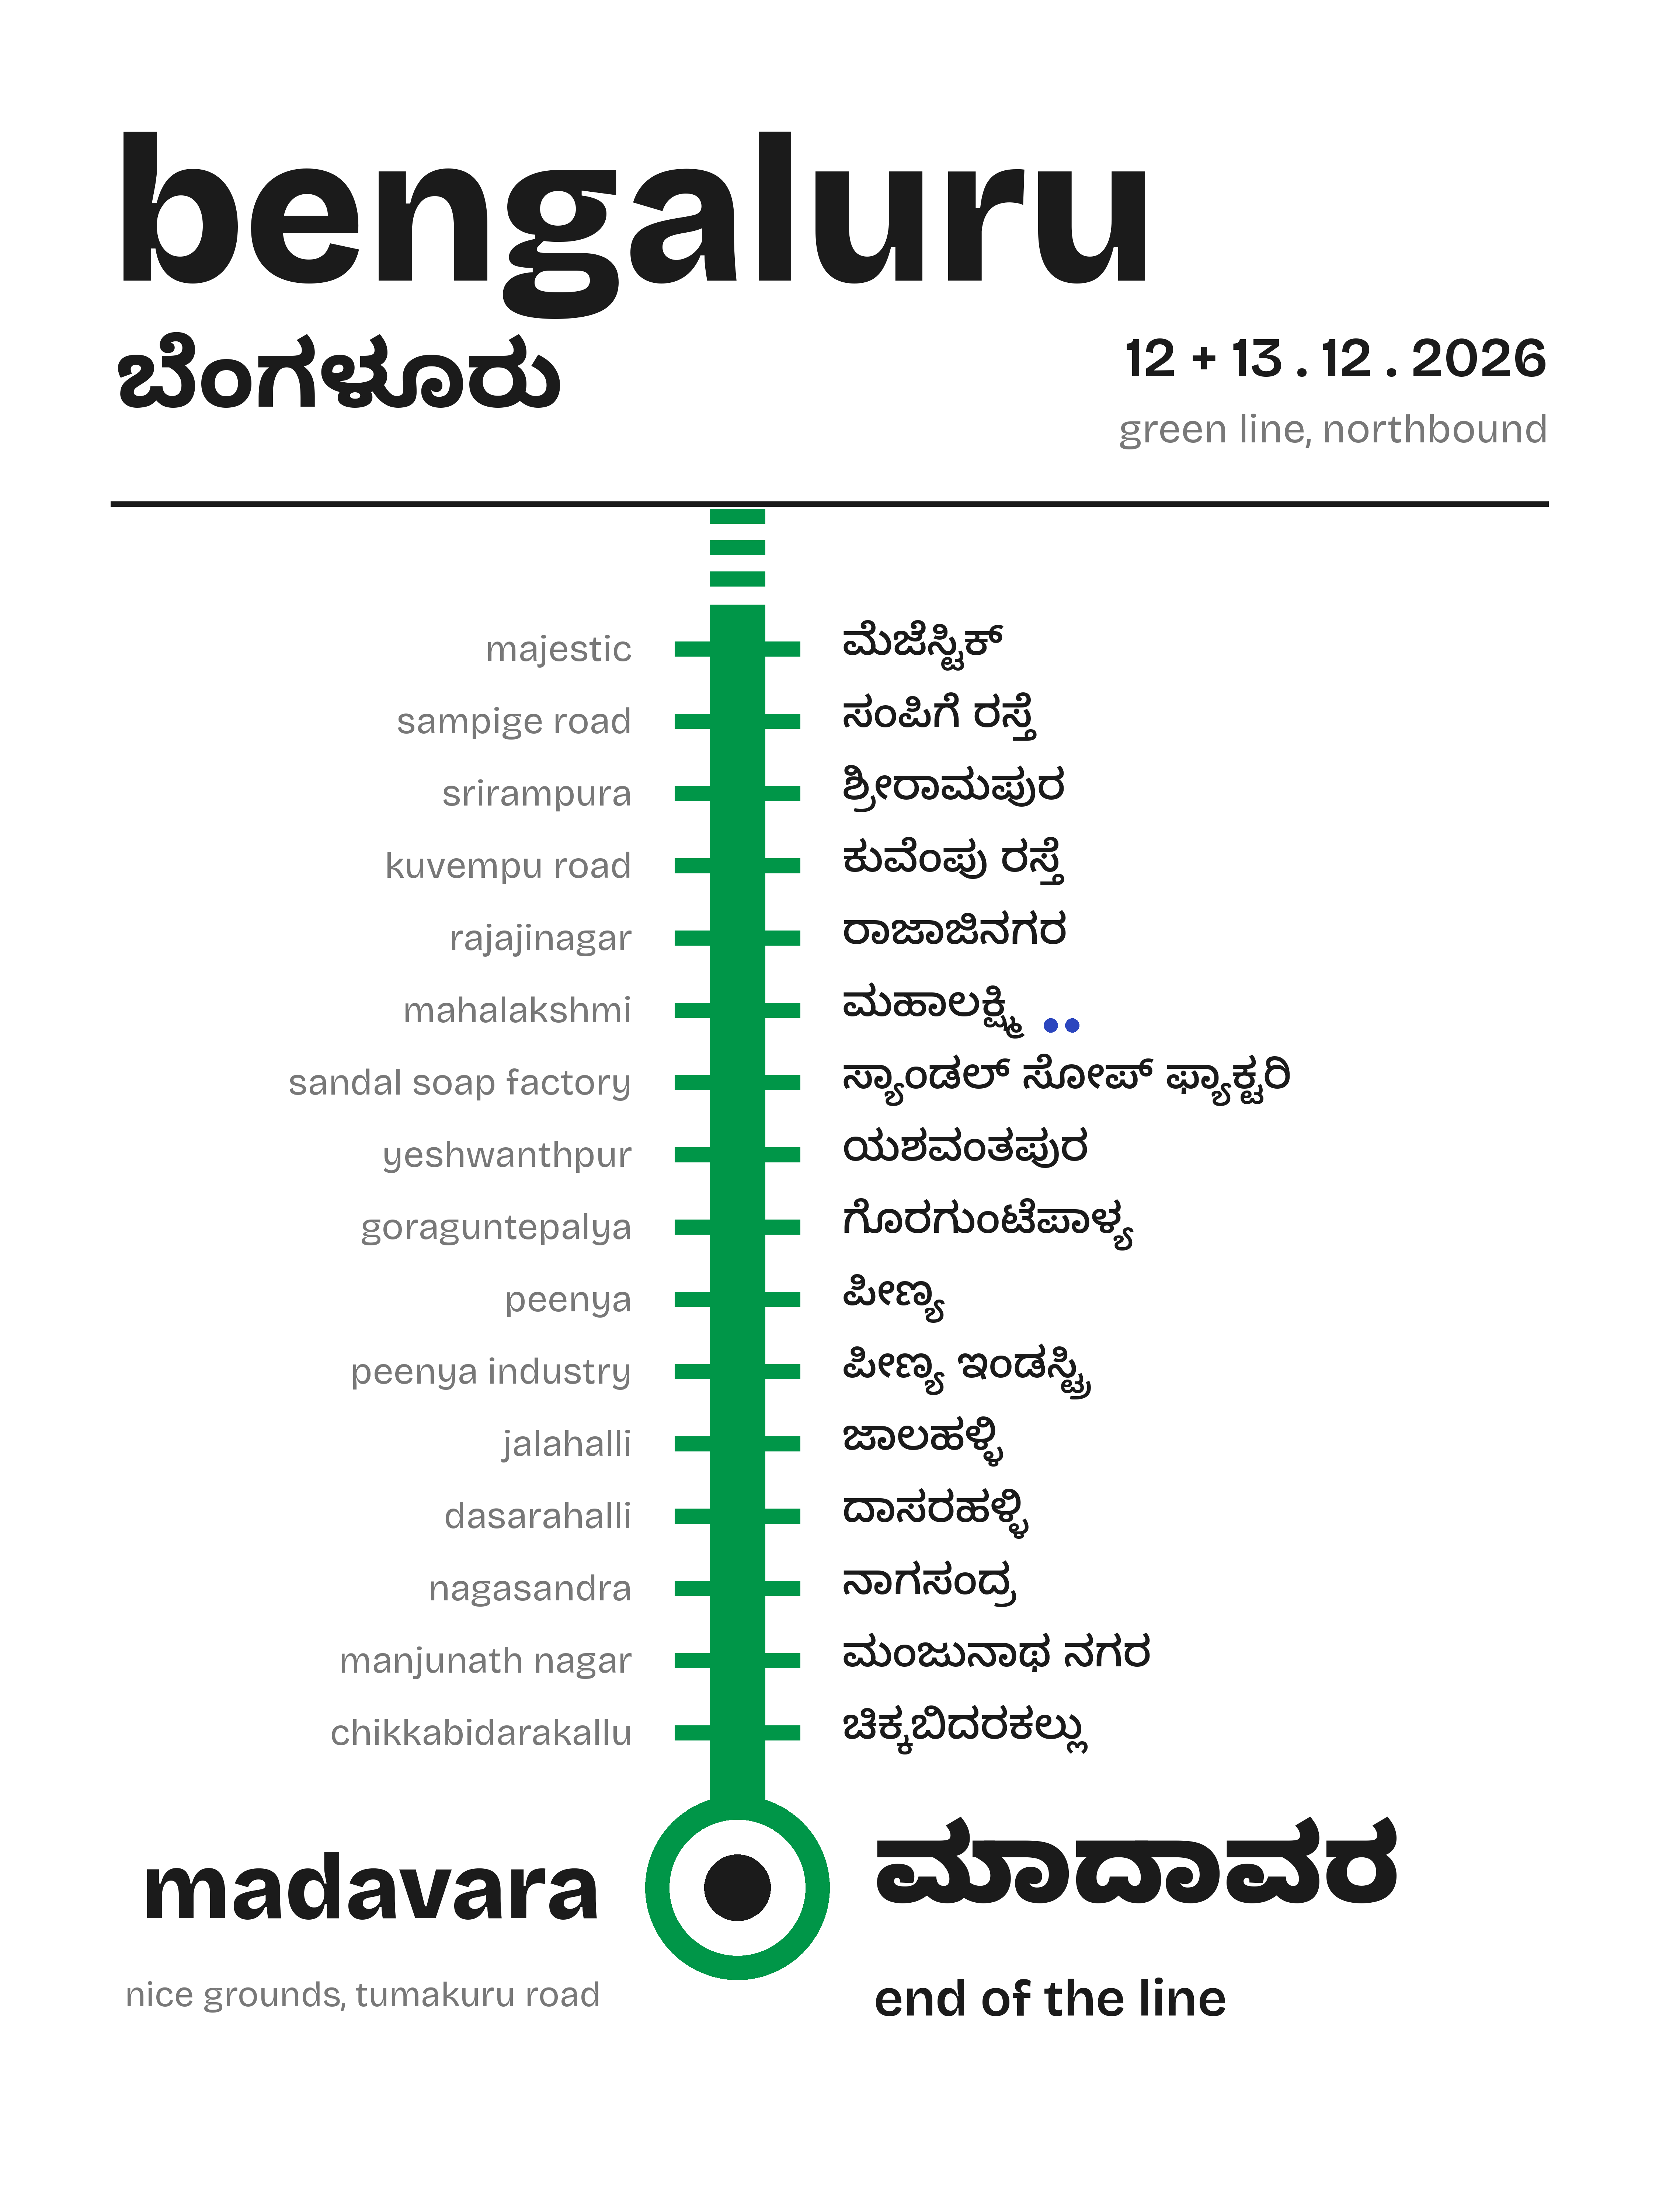 bengaluru
ಬೆಂಗಳೂರು
12 + 13 . 12 . 2026
green line, northbound
majestic ಮೆಜೆಸ್ಟಿಕ್
sampige road ಸಂಪಿಗೆ ರಸ್ತೆ
srirampura ಶ್ರೀರಾಮಪುರ
kuvempu road ಕುವೆಂಪು ರಸ್ತೆ
rajajinagar ರಾಜಾಜಿನಗರ
mahalakshmi ಮಹಾಲಕ್ಷ್ಮಿ
sandal soap factory ಸ್ಯಾಂಡಲ್ ಸೋಪ್ ಫ್ಯಾಕ್ಟರಿ
yeshwanthpur ಯಶವಂತಪುರ
goraguntepalya ಗೊರಗುಂಟೆಪಾಳ್ಯ
peenya ಪೀಣ್ಯ
peenya industry ಪೀಣ್ಯ ಇಂಡಸ್ಟ್ರಿ
jalahalli ಜಾಲಹಳ್ಳಿ
dasarahalli ದಾಸರಹಳ್ಳಿ
nagasandra ನಾಗಸಂದ್ರ
manjunath nagar ಮಂಜುನಾಥ ನಗರ
chikkabidarakallu ಚಿಕ್ಕಬಿದರಕಲ್ಲು
madavara ಮಾದಾವರ
nice grounds, tumakuru road end of the line